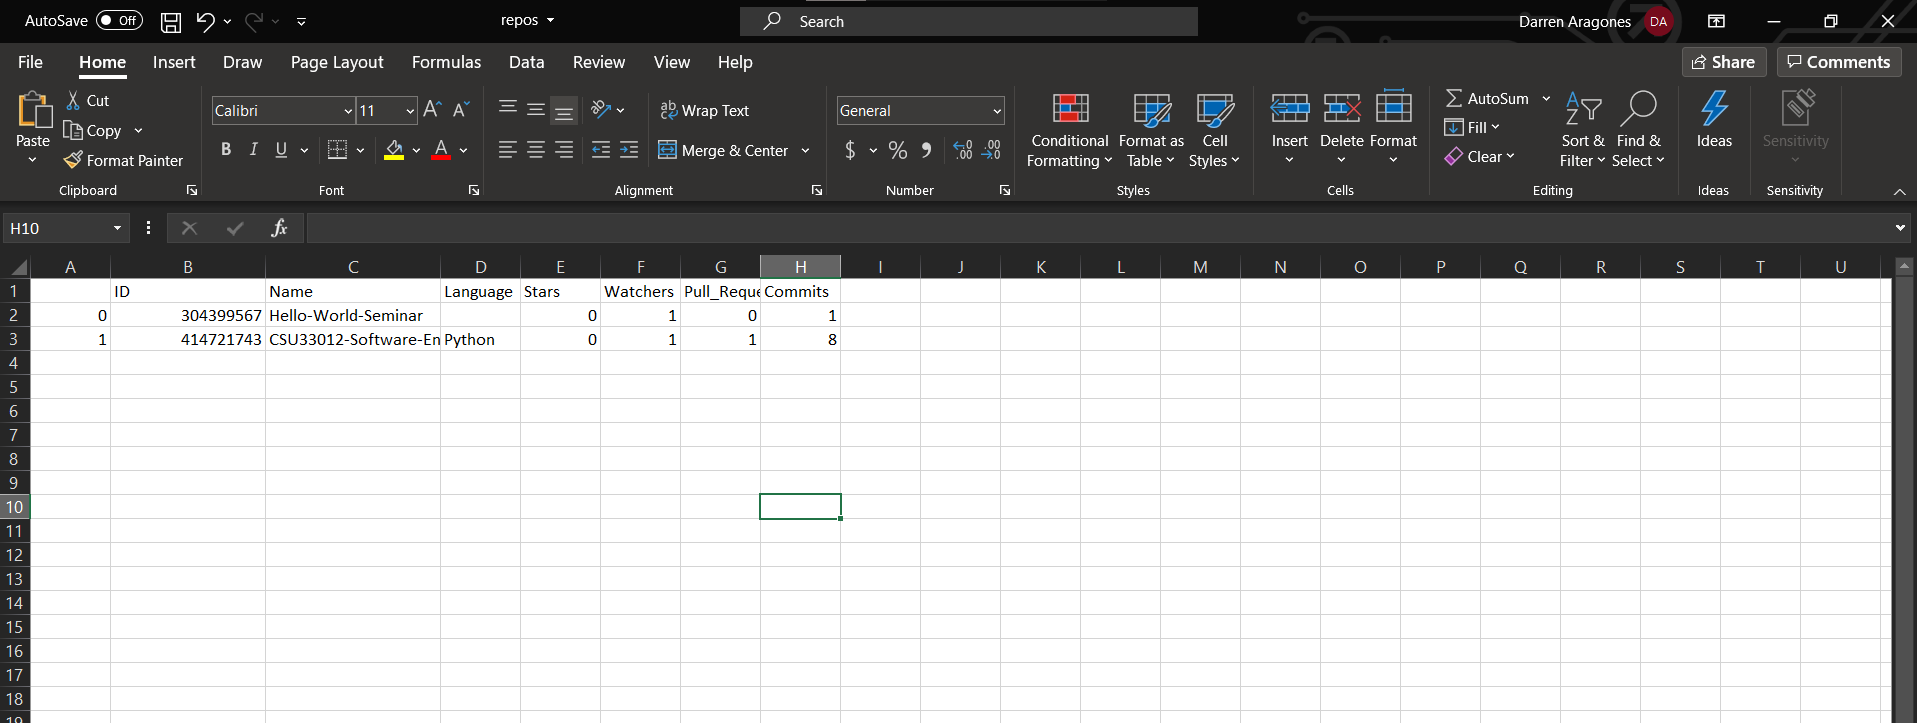 AutoSave Off repos Search Darren Aragones DA
File Home Insert Draw Page Layout Formulas Data Review View Help Share Comments
Paste Cut Copy Format Painter Clipboard
Calibri 11 A A B I U A Font
ab Wrap Text Merge & Center Alignment
General $ % 9 .00 .00 Number
Conditional Formatting Format as Table Cell Styles Styles
Insert Delete Format Cells
AutoSum Fill Clear Sort & Filter Find & Select Editing
Ideas Ideas
Sensitivity Sensitivity
H10 fx
A B C D E F G H I J K L M N O P Q R S T U
1 ID Name Language Stars Watchers Pull_Reque Commits
2 0 304399567 Hello-World-Seminar 0 1 0 1
3 1 414721743 CSU33012-Software-En Python 0 1 1 8
4
5
6
7
8
9
10
11
12
13
14
15
16
17
18
19